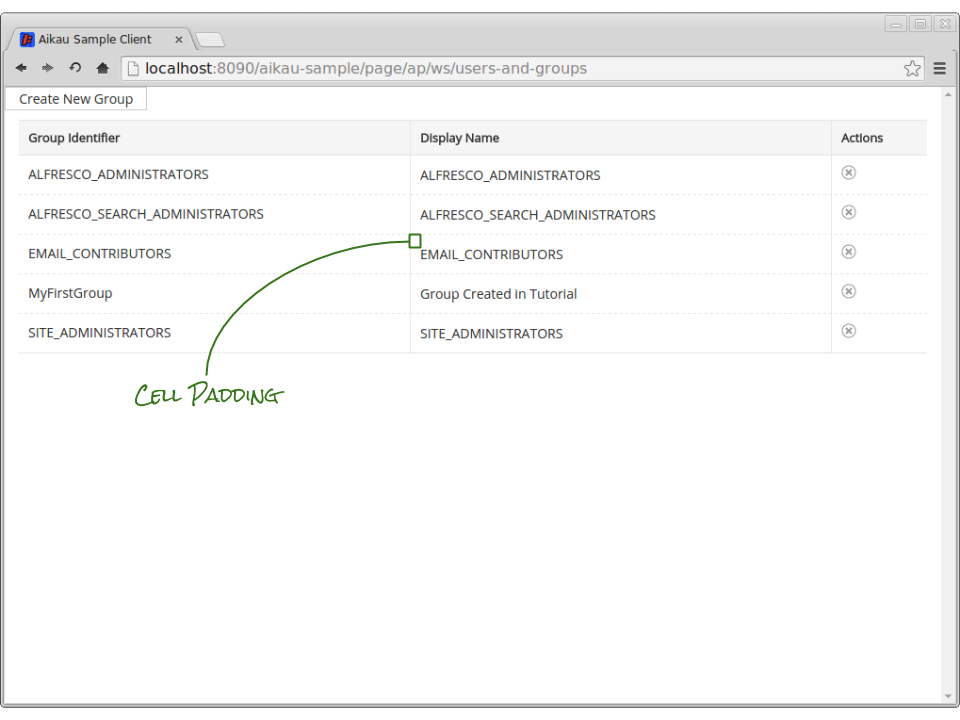 Aikau Sample Client
localhost:8090/aikau-sample/page/ap/ws/users-and-groups
Create New Group
Group Identifier Display Name Actions
ALFRESCO_ADMINISTRATORS ALFRESCO_ADMINISTRATORS
ALFRESCO_SEARCH_ADMINISTRATORS ALFRESCO_SEARCH_ADMINISTRATORS
EMAIL_CONTRIBUTORS EMAIL_CONTRIBUTORS
MyFirstGroup Group Created in Tutorial
SITE_ADMINISTRATORS SITE_ADMINISTRATORS
Cell Padding